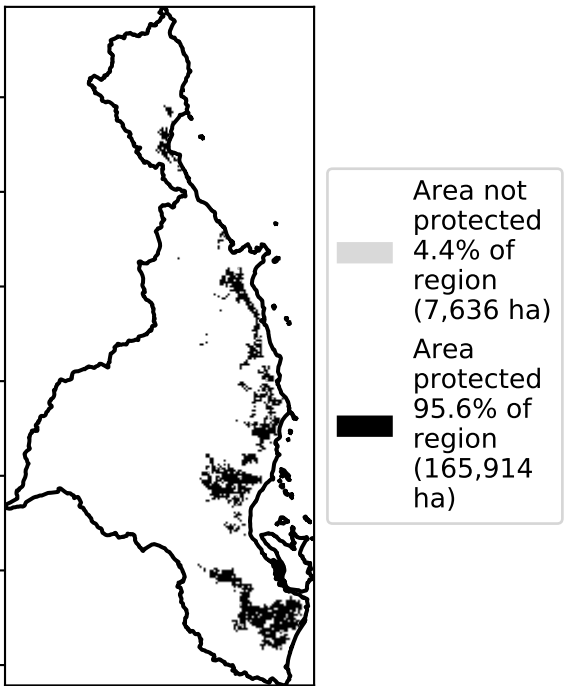 Area not
protected
4.4% of
region
(7,636 ha)
Area
protected
95.6% of
region
(165,914
ha)